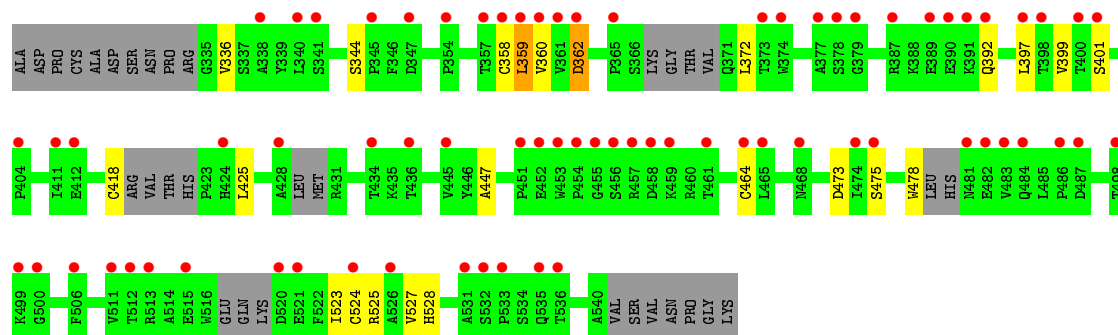 ALA ASP PRO CYS ALA ASP SER ASN PRO ARG G335 V336 S337 A338 Y339 L340 S341 S344 P345 F346 D347 P354 T357 C358 L359 V360 V361 D362 P365 S366 LYS GLY THR VAL Q371 L372 T373 W374 A377 S378 G379 R387 K388 E389 E390 K391 Q392 L397 T398 V399 T400 S401
P404 I411 E412 C418 ARG VAL THR HIS P423 H424 L425 A428 LEU MET R431 T434 K435 T436 V445 Y446 A447 P451 E452 W453 P454 G455 S456 R457 D458 K459 R460 T461 C464 L465 N468 D473 I474 S475 W478 LEU HIS N481 E482 V483 Q484 L485 P486 D487 T498
K499 G500 F506 V511 T512 R513 A514 E515 W516 GLU GLN LYS D520 E521 F522 I523 C524 R525 A526 V527 H528 A531 S532 P533 S534 Q535 T536 A540 VAL SER VAL ASN PRO GLY LYS